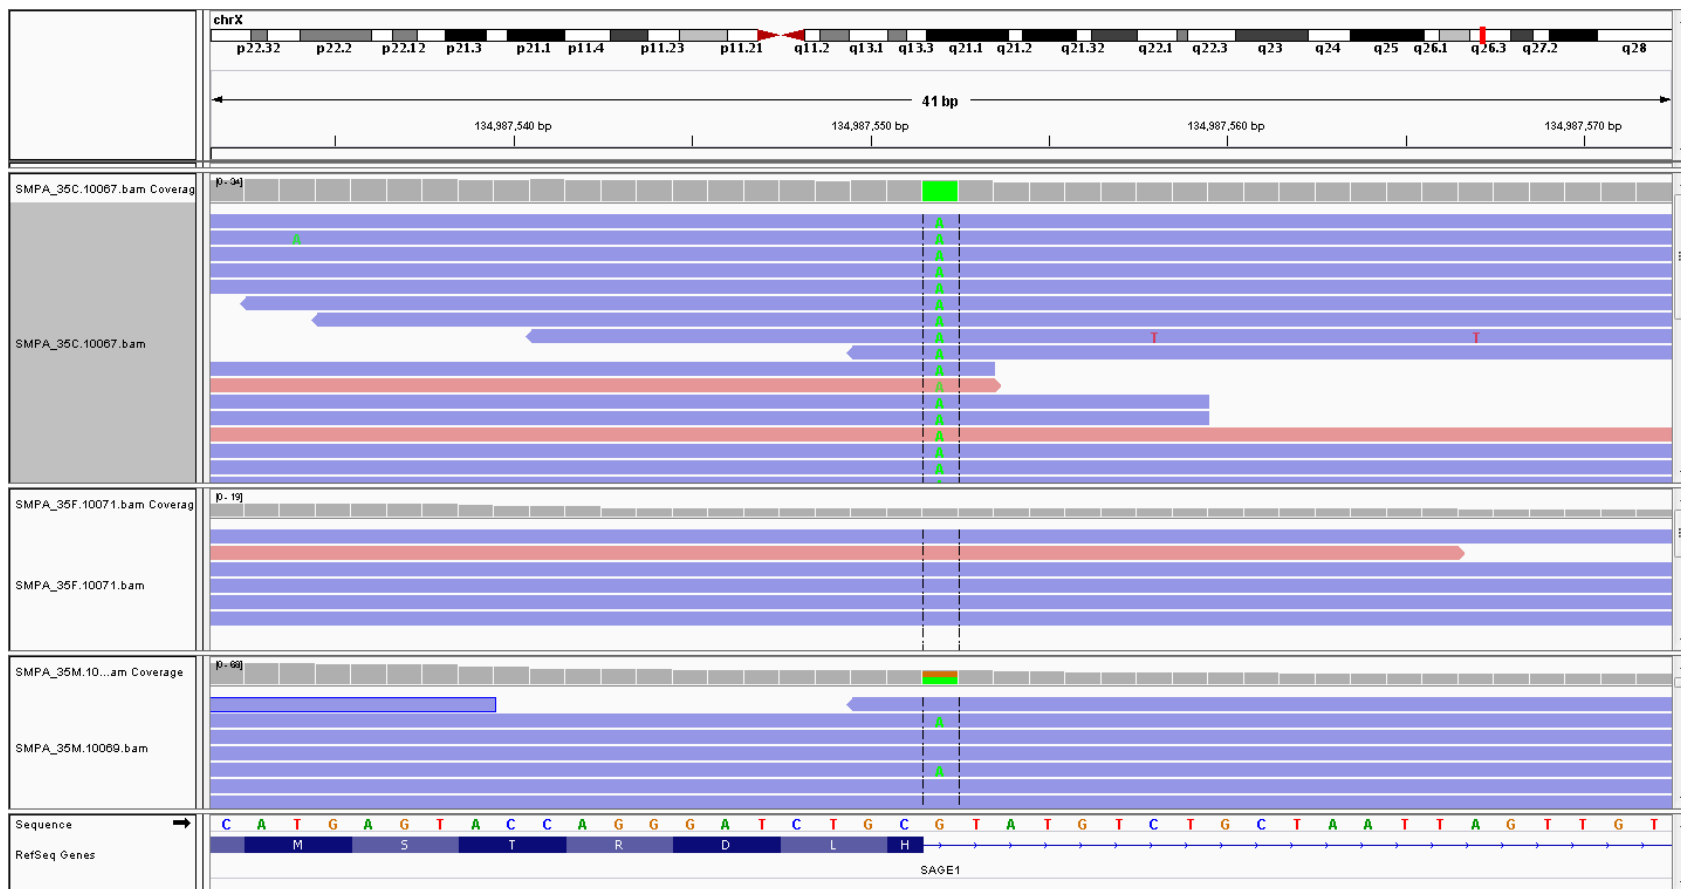 chrX
p22.32 p22.2 p22.12 p21.3 p21.1 p11.4 p11.23 p11.21 q11.2 q13.1 q13.3 q21.1 q21.2 q21.32 q22.1 q22.3 q23 q24 q25 q26.1 q26.3 q27.2 q28
41 bp
134,987,540 bp 134,987,550 bp 134,987,560 bp 134,987,570 bp
SMPA_35C.10067.bam Coverag [0 - 34]
A
A A
A
A
A
A
A
A T T
A
A
A
A
A
A
A
A
SMPA_35C.10067.bam
SMPA_35F.10071.bam Coverag [0 - 19]
SMPA_35F.10071.bam
SMPA_35M.10...am Coverage [0 - 68]
A
SMPA_35M.10069.bam
A
Sequence C A T G A G T A C C A G G G A T C T G C G T A T G T C T G C T A A T T A G T T G T
RefSeq Genes M S T R D L H
SAGE1